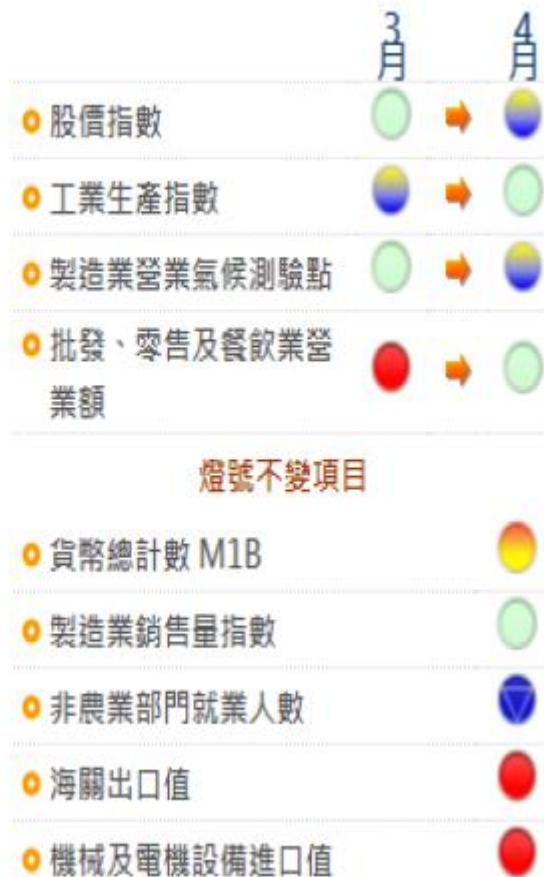 3月 4月
股價指數
工業生產指數
製造業營業氣候測驗點
批發、零售及餐飲業營
業額
燈號不變項目
貨幣總計數 M1B
製造業銷售量指數
非農業部門就業人數
海關出口值
機械及電機設備進口值